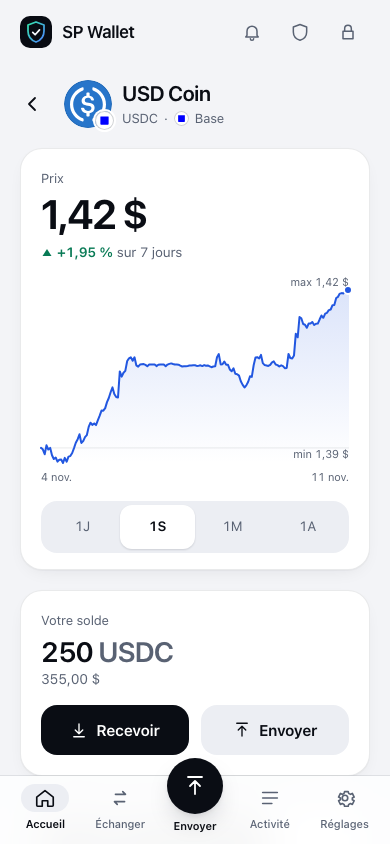 SP Wallet
USD Coin
USDC · Base
Prix
1,42 $
+1,95 % sur 7 jours
max 1,42 $
min 1,39 $
4 nov. 11 nov.
1J 1S 1M 1A
Votre solde
250 USDC
355,00 $
Recevoir Envoyer
Accueil Échanger Envoyer Activité Réglages